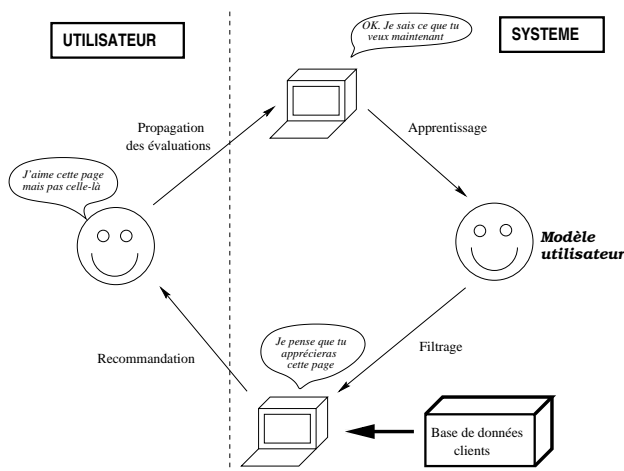 UTILISATEUR
SYSTEME
OK. Je sais ce que tu
veux maintenant
Propagation
des évaluations
Apprentissage
J'aime cette page
mais pas celle-là
Modèle
utilisateur
Je pense que tu
apprécieras
cette page
Recommandation
Filtrage
Base de données
clients